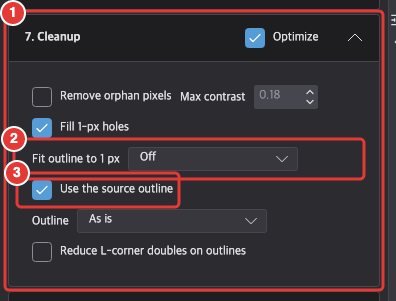 1
7. Cleanup Optimize
Remove orphan pixels Max contrast 0.18
Fill 1-px holes
2
Fit outline to 1 px Off
3
Use the source outline
Outline As is
Reduce L-corner doubles on outlines